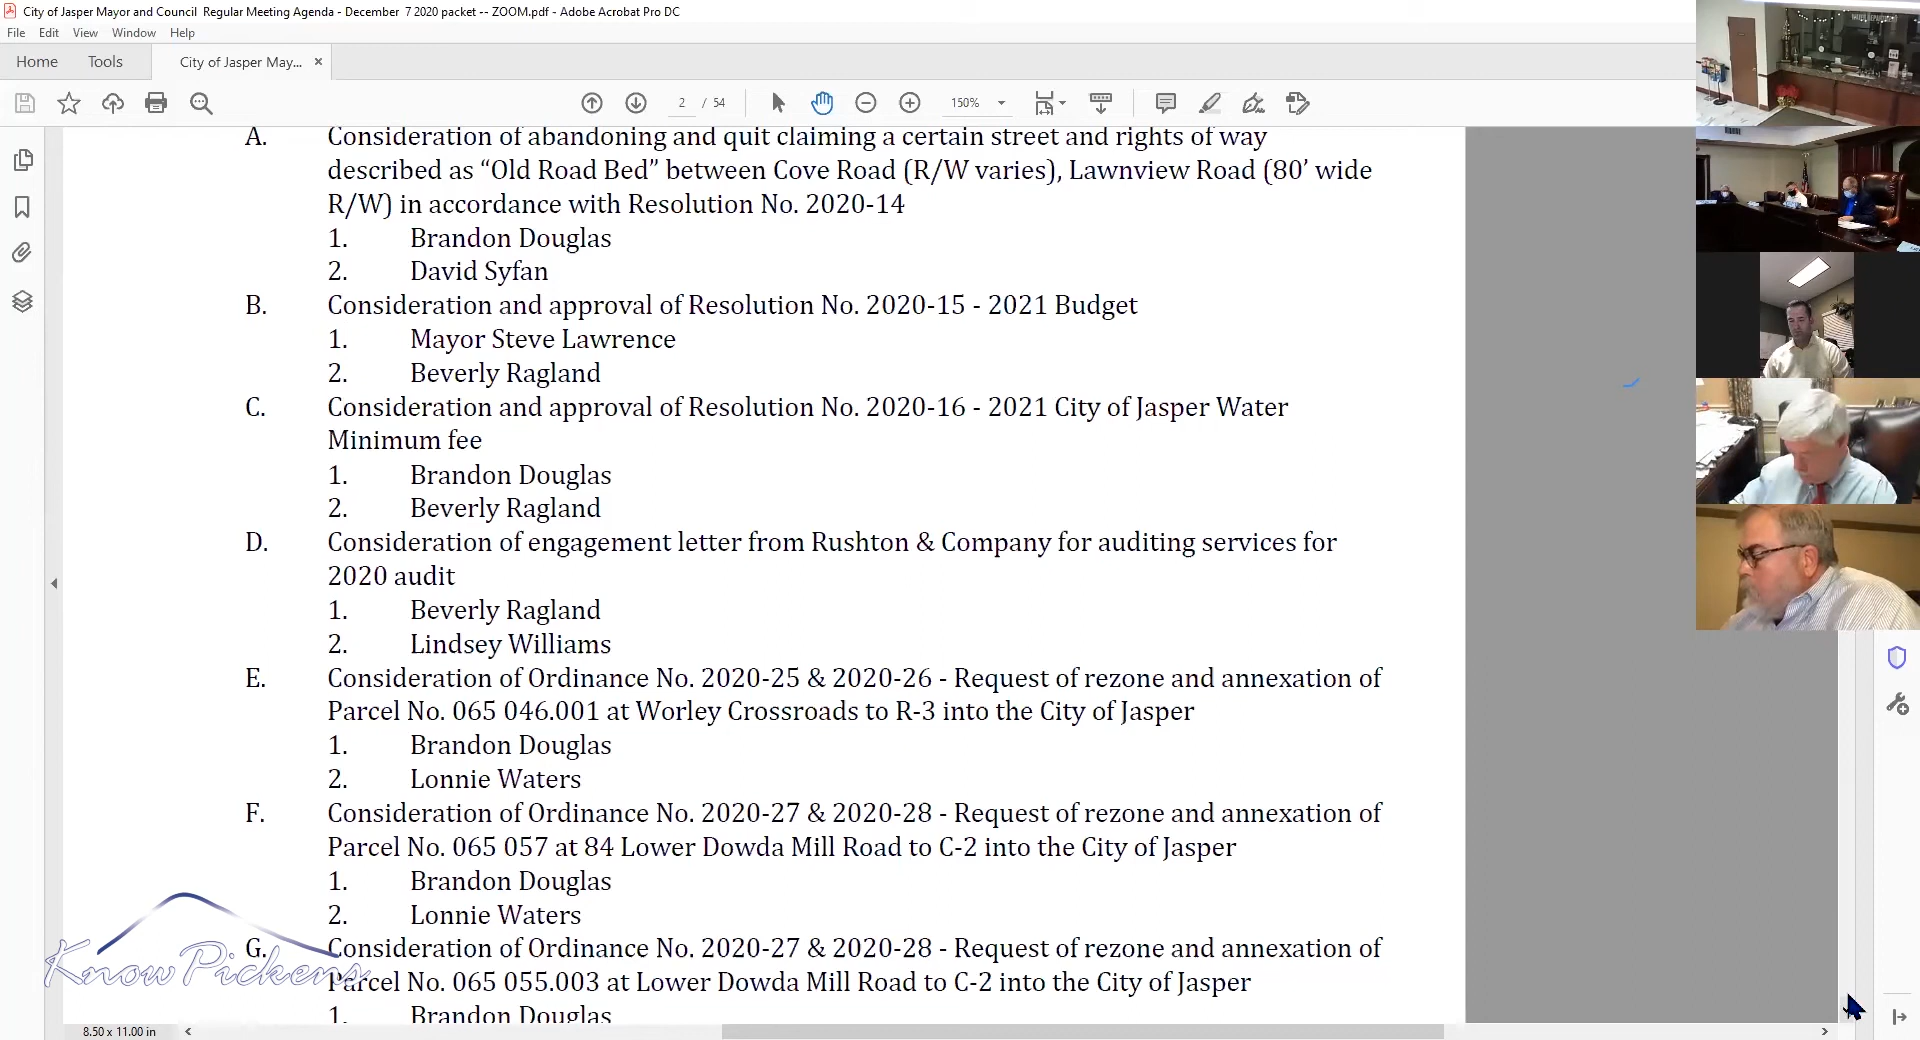 City of Jasper Mayor and Council  Regular Meeting Agenda - December  7 2020 packet -- ZOOM.pdf - Adobe Acrobat Pro DC
File Edit View Window Help
Home Tools City of Jasper May... ×
2 / 54 150%
A. Consideration of abandoning and quit claiming a certain street and rights of way
described as “Old Road Bed” between Cove Road (R/W varies), Lawnview Road (80’ wide
R/W) in accordance with Resolution No. 2020-14
1. Brandon Douglas
2. David Syfan
B. Consideration and approval of Resolution No. 2020-15 - 2021 Budget
1. Mayor Steve Lawrence
2. Beverly Ragland
C. Consideration and approval of Resolution No. 2020-16 - 2021 City of Jasper Water
Minimum fee
1. Brandon Douglas
2. Beverly Ragland
D. Consideration of engagement letter from Rushton & Company for auditing services for
2020 audit
1. Beverly Ragland
2. Lindsey Williams
E. Consideration of Ordinance No. 2020-25 & 2020-26 - Request of rezone and annexation of
Parcel No. 065 046.001 at Worley Crossroads to R-3 into the City of Jasper
1. Brandon Douglas
2. Lonnie Waters
F. Consideration of Ordinance No. 2020-27 & 2020-28 - Request of rezone and annexation of
Parcel No. 065 057 at 84 Lower Dowda Mill Road to C-2 into the City of Jasper
1. Brandon Douglas
2. Lonnie Waters
G. Consideration of Ordinance No. 2020-27 & 2020-28 - Request of rezone and annexation of
Parcel No. 065 055.003 at Lower Dowda Mill Road to C-2 into the City of Jasper
1. Brandon Douglas
KnowPickens
8.50 x 11.00 in